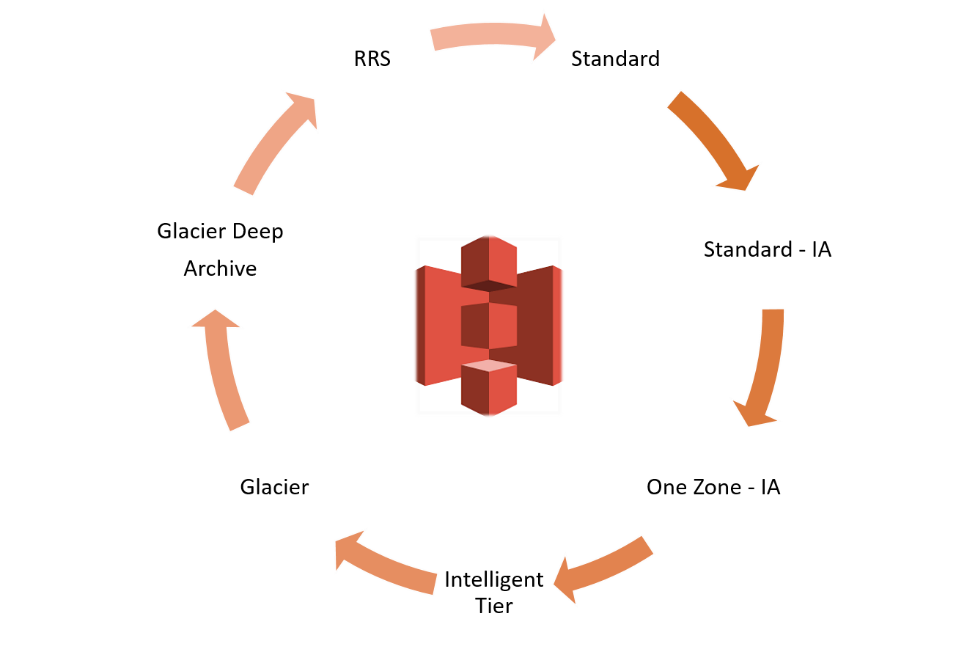 RRS
Standard
Standard - IA
One Zone - IA
Intelligent
Tier
Glacier
Glacier Deep
Archive